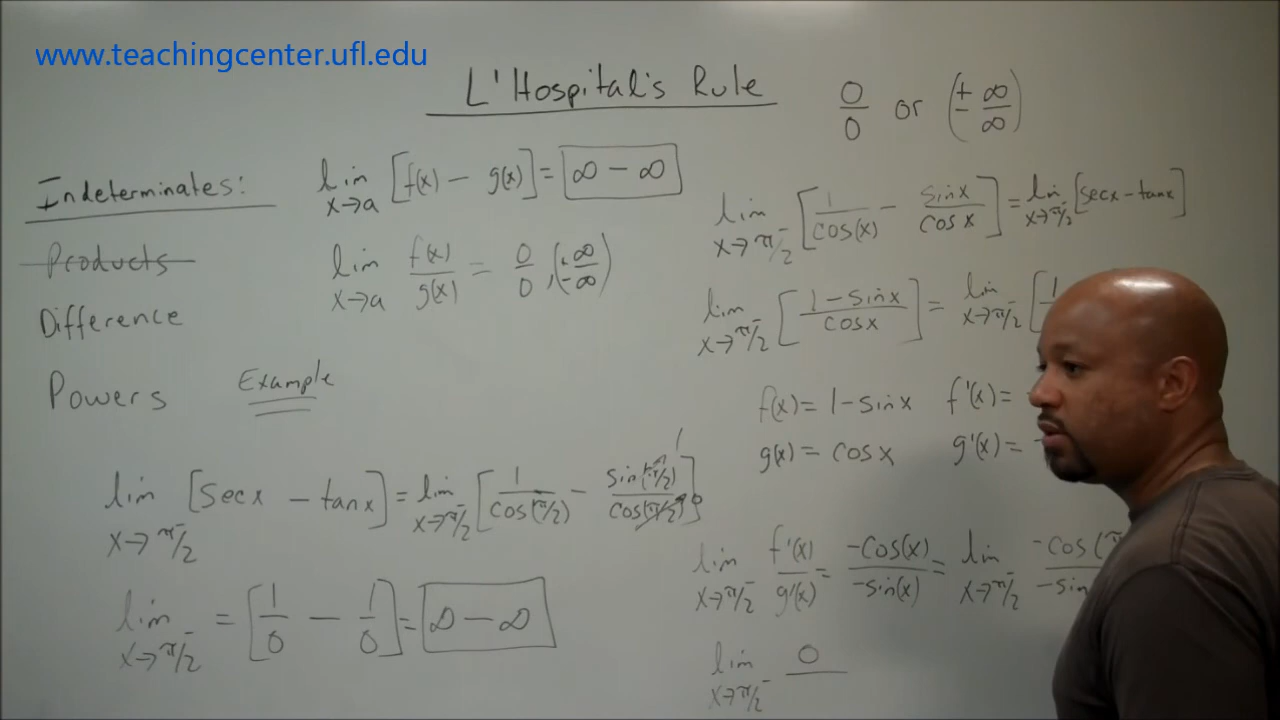 www.teachingcenter.ufl.edu
L'Hospital's Rule
0/0 or (± ∞/∞)
Indeterminates:
Products
Difference
Powers
lim x→a [f(x) - g(x)] = ∞ - ∞
lim x→a f(x)/g(x) = 0/0, (± ∞/∞)
Example
lim x→π⁻/2 [secx - tanx] = lim x→π⁻/2 [1/cos(π/2) - sin(π/2)/cos(π/2)] 1 0
lim x→π⁻/2 = [1/0 - 1/0] = ∞ - ∞
lim x→π⁻/2 [1/cos(x) - sinx/cosx] = lim x→π⁻/2 [secx - tanx]
lim x→π⁻/2 [1-sinx/cosx] = lim x→π⁻/2 [1
f(x) = 1-sinx f'(x) = -
g(x) = cosx g'(x) = -
lim x→π⁻/2 f'(x)/g'(x) = -cos(x)/-sin(x) = lim x→π⁻/2 -cos(π/-sin
lim x→π⁻/2 0/